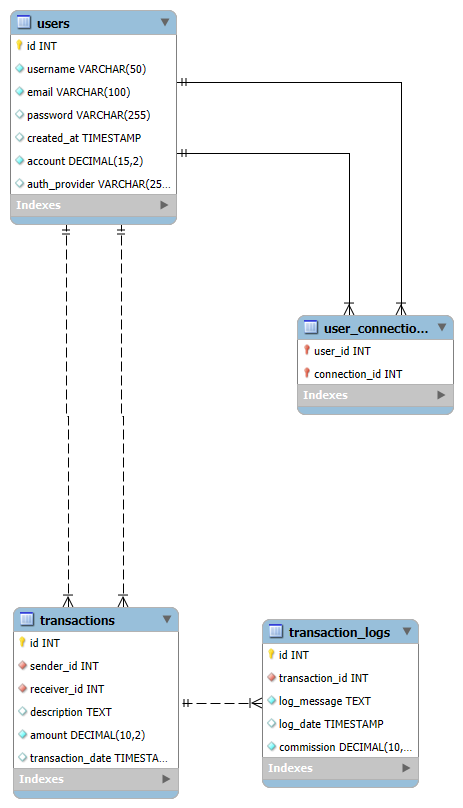 users
id INT
username VARCHAR(50)
email VARCHAR(100)
password VARCHAR(255)
created_at TIMESTAMP
account DECIMAL(15,2)
auth_provider VARCHAR(25...
Indexes
user_connectio...
user_id INT
connection_id INT
Indexes
transactions
id INT
sender_id INT
receiver_id INT
description TEXT
amount DECIMAL(10,2)
transaction_date TIMESTA...
Indexes
transaction_logs
id INT
transaction_id INT
log_message TEXT
log_date TIMESTAMP
commission DECIMAL(10,...
Indexes